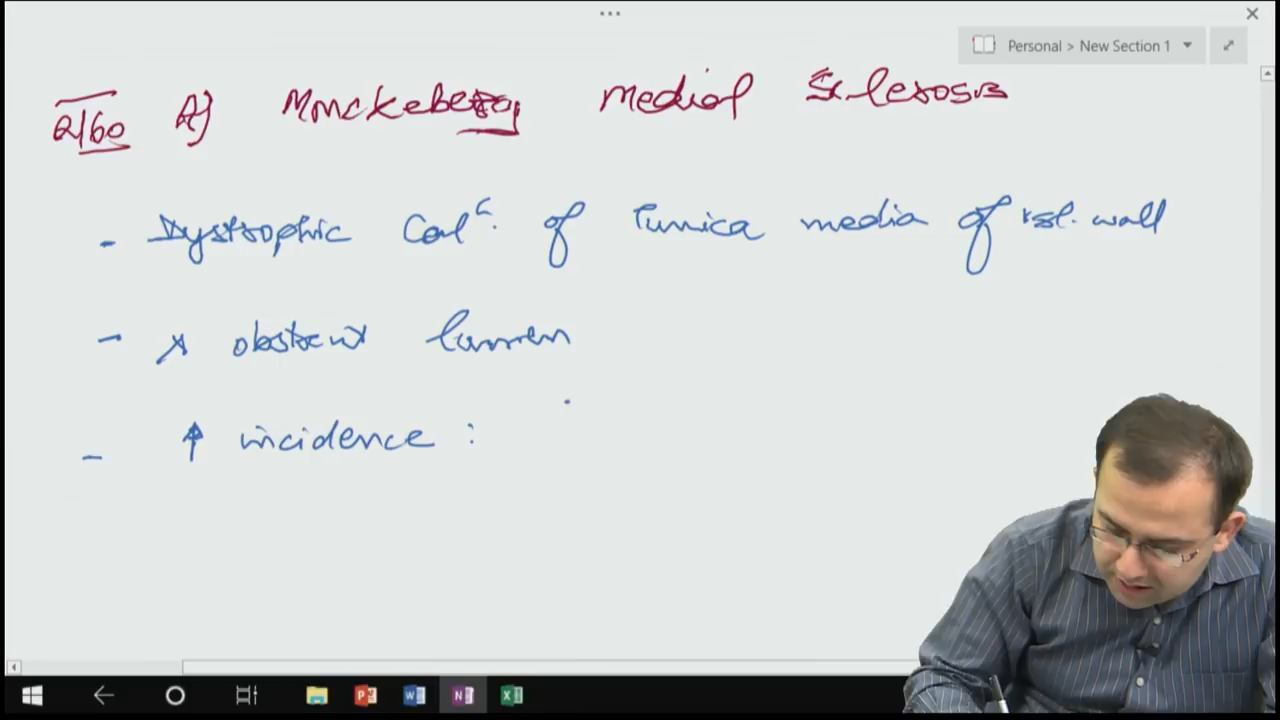 Personal > New Section 1
Q160 A} Monckeberg Medial Sclerosis
- Dystrophic Calc. of Tunica media of vsl. wall
- X obstruct lumen
- ↑ incidence :